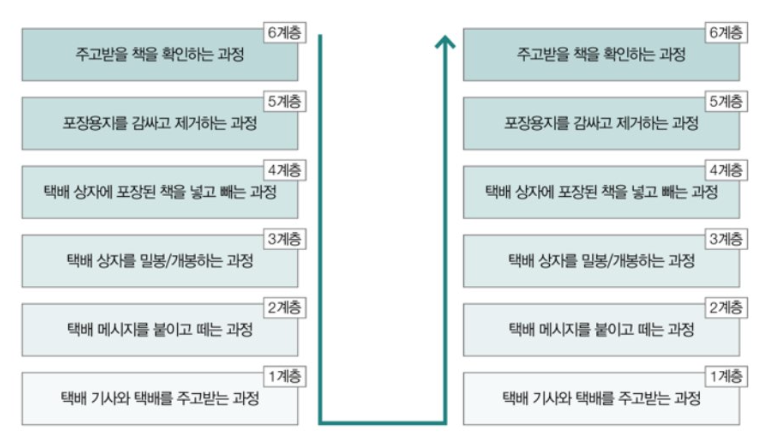 6계층
주고받을 책을 확인하는 과정
5계층
포장용지를 감싸고 제거하는 과정
4계층
택배 상자에 포장된 책을 넣고 빼는 과정
3계층
택배 상자를 밀봉/개봉하는 과정
2계층
택배 메시지를 붙이고 떼는 과정
1계층
택배 기사와 택배를 주고받는 과정
6계층
주고받을 책을 확인하는 과정
5계층
포장용지를 감싸고 제거하는 과정
4계층
택배 상자에 포장된 책을 넣고 빼는 과정
3계층
택배 상자를 밀봉/개봉하는 과정
2계층
택배 메시지를 붙이고 떼는 과정
1계층
택배 기사와 택배를 주고받는 과정